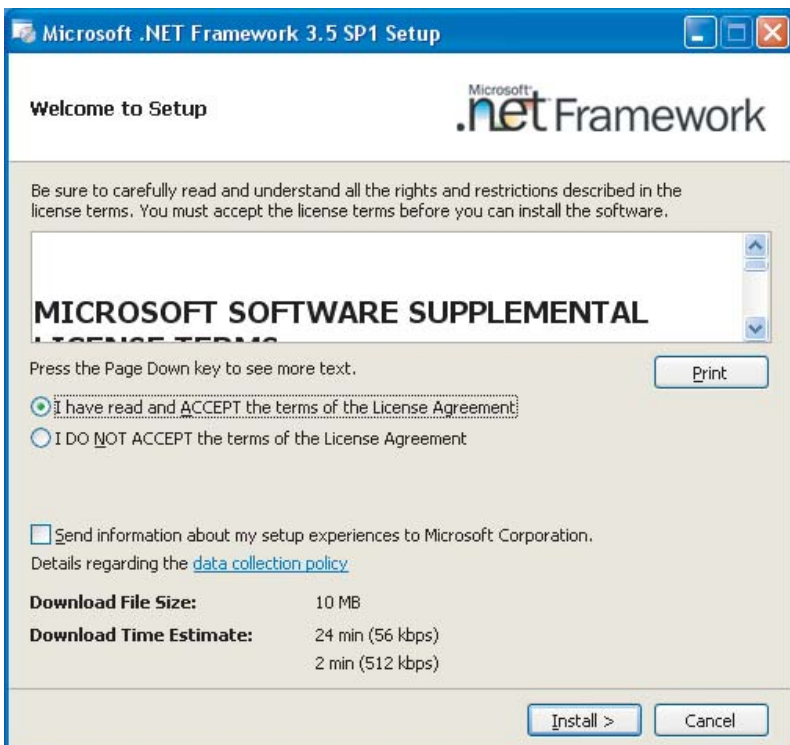 Microsoft .NET Framework 3.5 SP1 Setup
Welcome to Setup
Microsoft
.net Framework
Be sure to carefully read and understand all the rights and restrictions described in the
license terms. You must accept the license terms before you can install the software.
MICROSOFT SOFTWARE SUPPLEMENTAL
LICENSE TERMS
Press the Page Down key to see more text.
Print
I have read and ACCEPT the terms of the License Agreement
I DO NOT ACCEPT the terms of the License Agreement
Send information about my setup experiences to Microsoft Corporation.
Details regarding the data collection policy
Download File Size: 10 MB
Download Time Estimate: 24 min (56 kbps)
2 min (512 kbps)
Install > Cancel